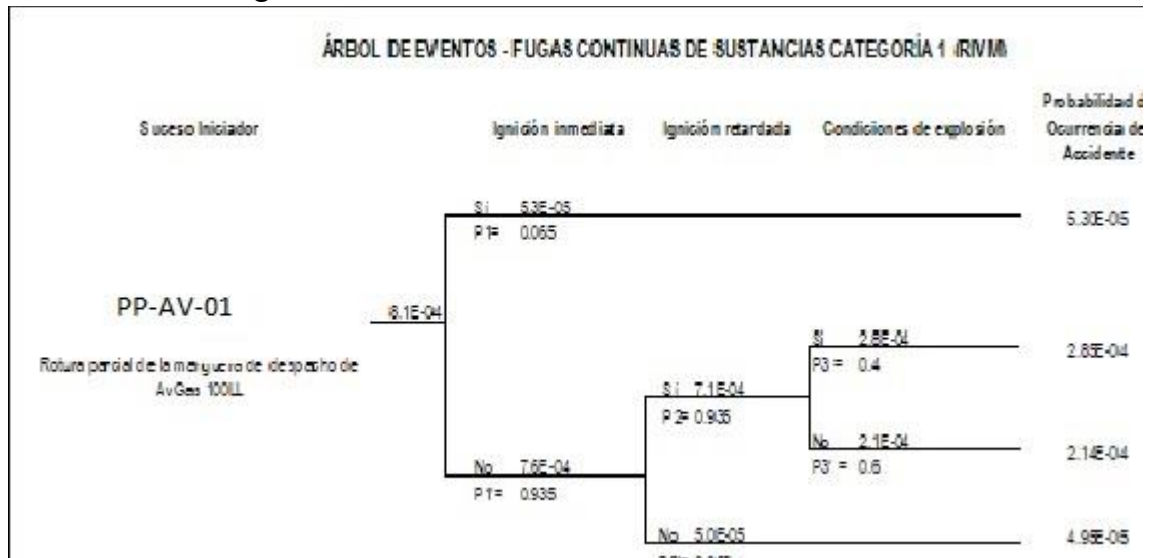 ÁRBOL DE EVENTOS - FUGAS CONTINUAS DE SUSTANCIAS CATEGORÍA 1 (RIVM)
Suceso Iniciador
Ignición inmediata
Ignición retardada
Condiciones de explosión
Probabilidad d
Ocurrencia de
Accidente
Si 5.3E-05
P1= 0.065
5.30E-05
PP-AV-01
8.1E-04
Rotura parcial de la manguera de despacho de
AvGas 100LL
Si 2.8E-04
P3 = 0.4
2.85E-04
Si 7.1E-04
P2= 0.935
No 2.1E-04
P3' = 0.6
2.14E-04
No 7.6E-04
P1= 0.935
No 5.0E-05
4.96E-05